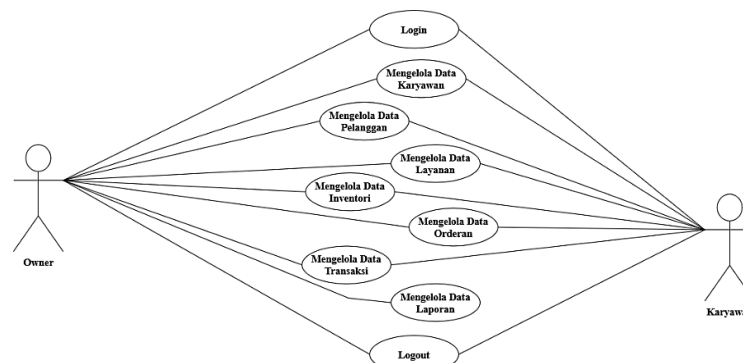 Login
Mengelola Data
Karyawan
Mengelola Data
Pelanggan
Mengelola Data
Layanan
Mengelola Data
Inventori
Mengelola Data
Orderan
Owner
Mengelola Data
Transaksi
Mengelola Data
Laporan
Karyawa
Logout